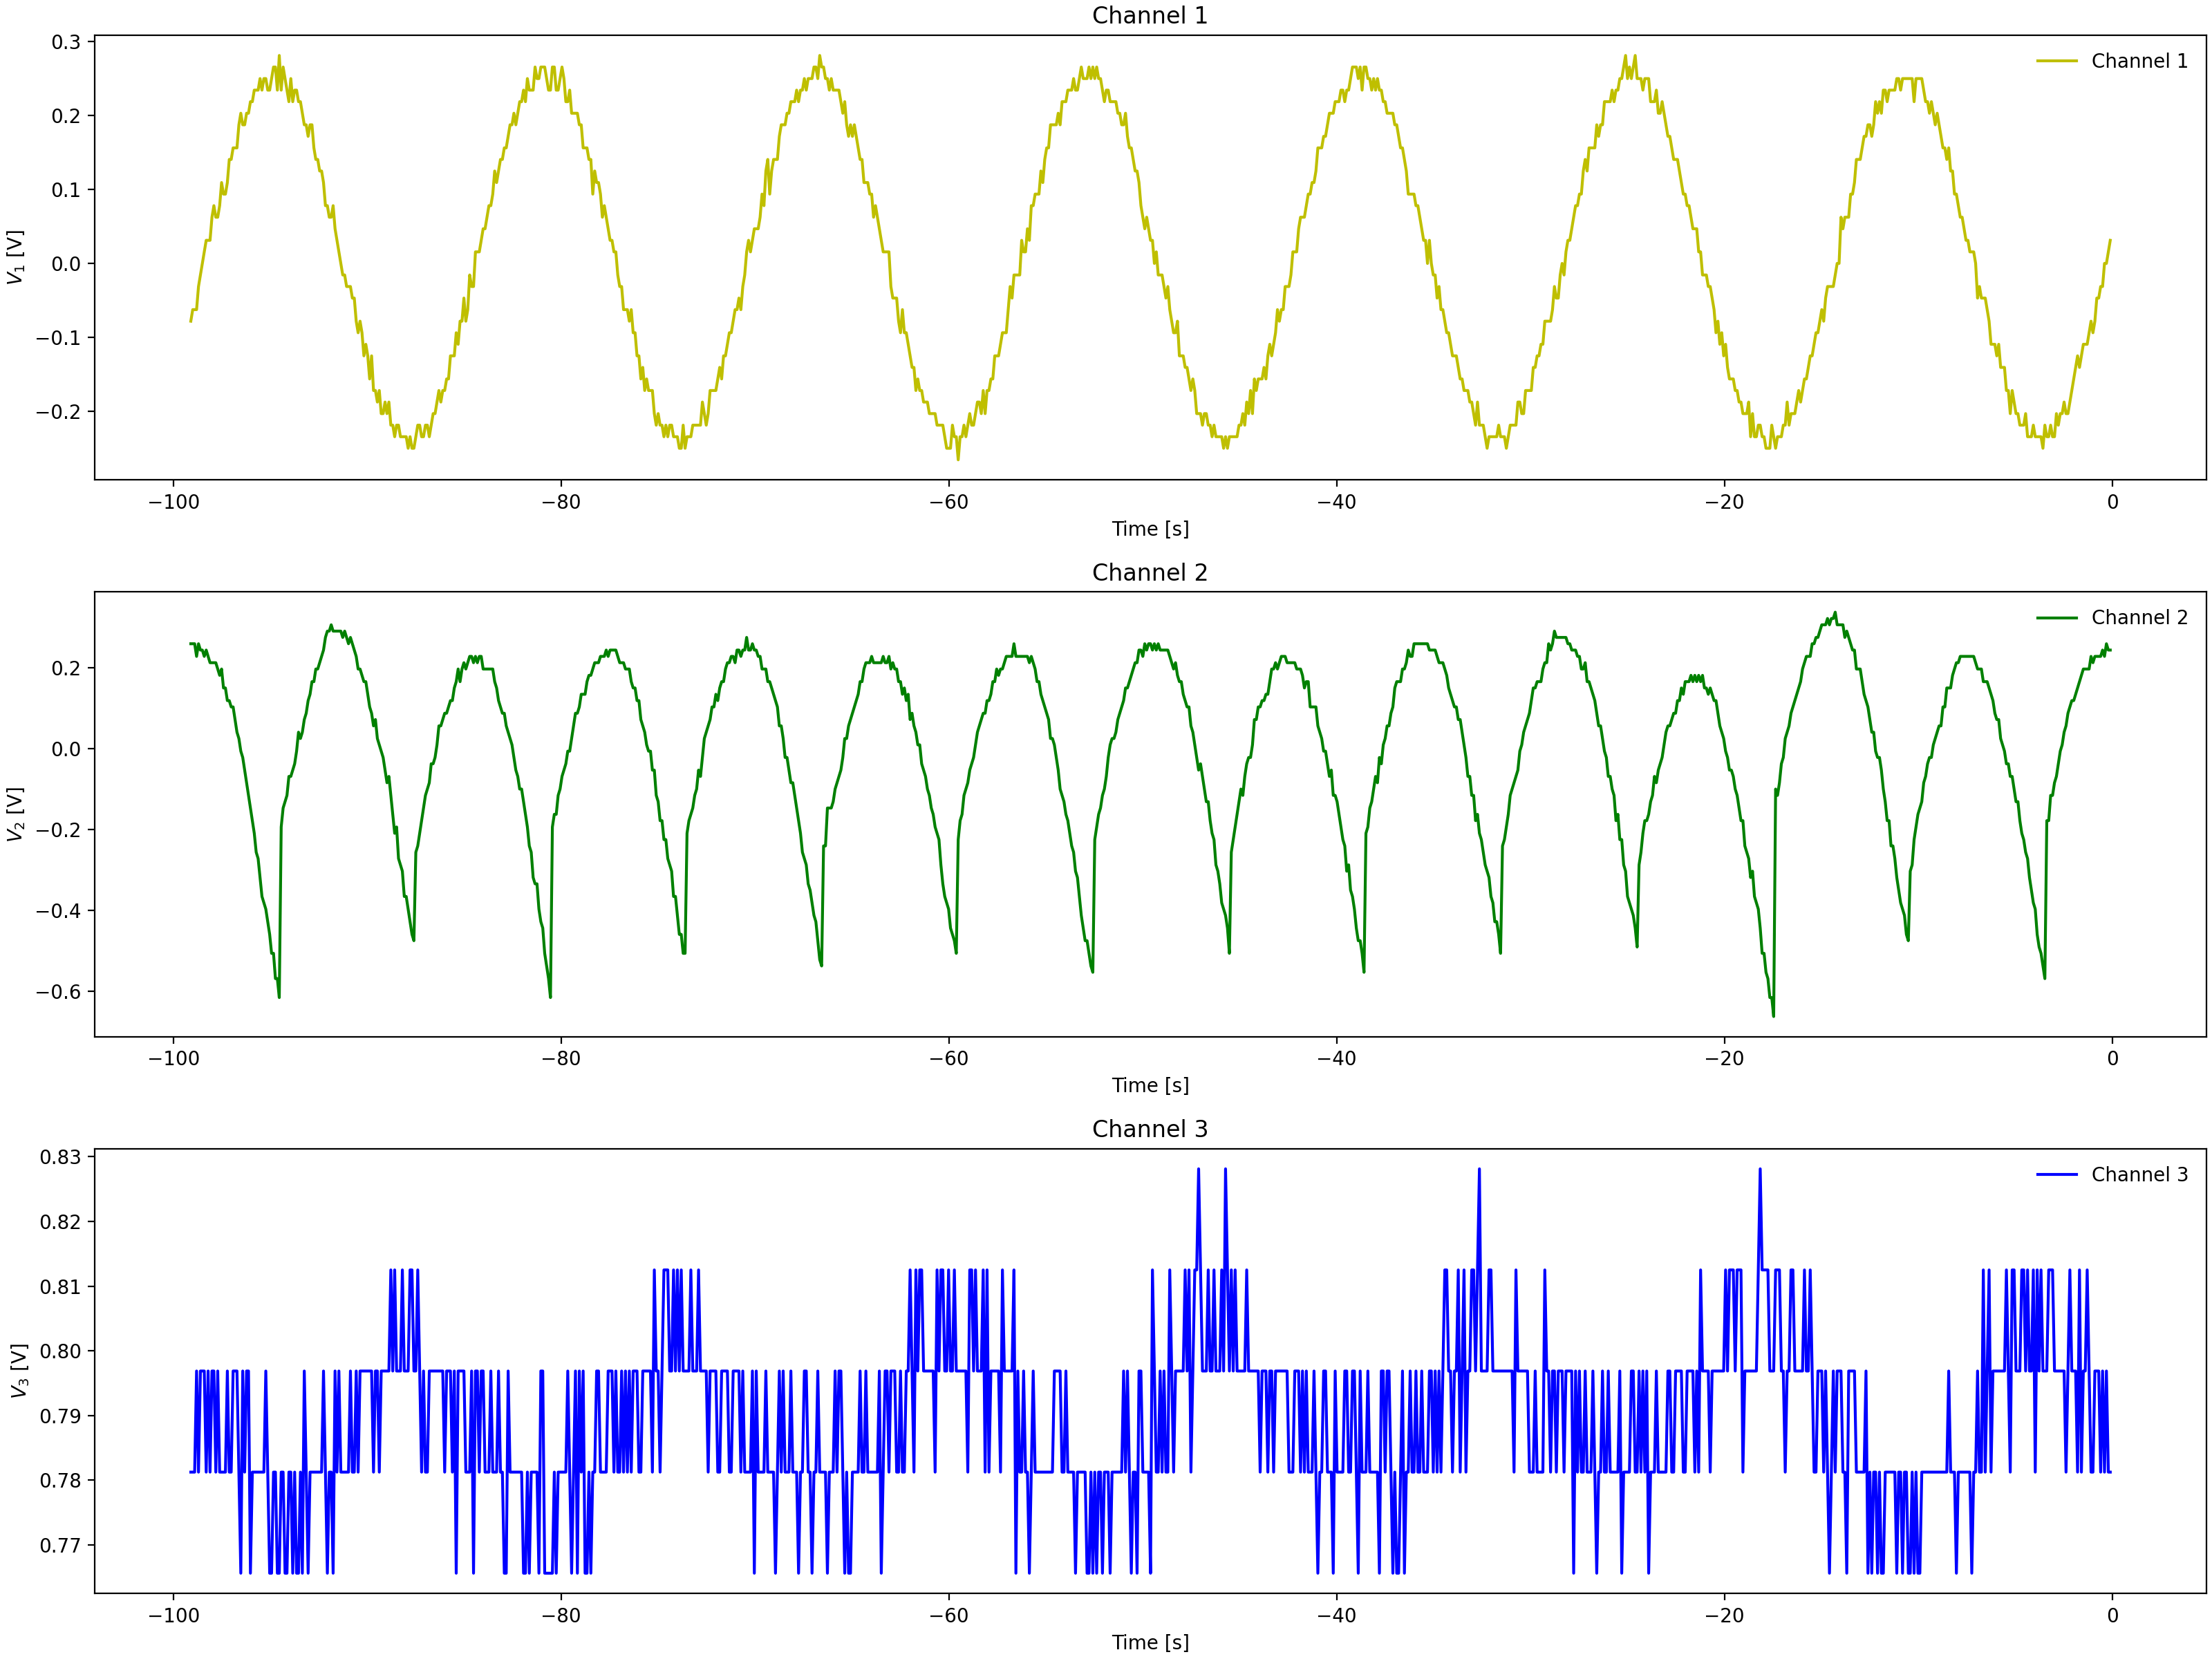 Channel 1
0.3
0.2
0.1
0.0
−0.1
−0.2
V₁ [V]
Channel 1
−100 −80 −60 −40 −20 0
Time [s]
Channel 2
0.2
0.0
−0.2
−0.4
−0.6
V₂ [V]
Channel 2
−100 −80 −60 −40 −20 0
Time [s]
Channel 3
0.83
0.82
0.81
0.80
0.79
0.78
0.77
V₃ [V]
Channel 3
−100 −80 −60 −40 −20 0
Time [s]